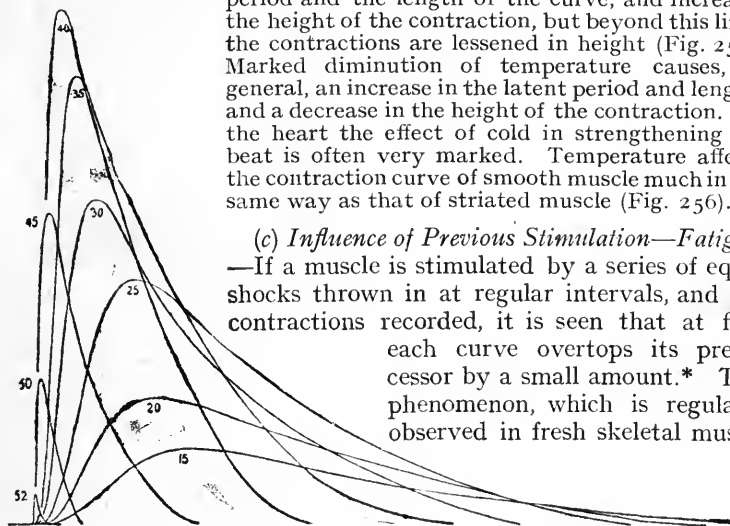 period and the length of the curve, and increa
the height of the contraction, but beyond this li
the contractions are lessened in height (Fig. 25
Marked diminution of temperature causes,
general, an increase in the latent period and leng
and a decrease in the height of the contraction.
the heart the effect of cold in strengthening
beat is often very marked. Temperature affe
the contraction curve of smooth muscle much in
same way as that of striated muscle (Fig. 256).
(c) Influence of Previous Stimulation—Fatig
—If a muscle is stimulated by a series of eq
shocks thrown in at regular intervals, and
contractions recorded, it is seen that at f
each curve overtops its pre
cessor by a small amount.* T
phenomenon, which is regula
observed in fresh skeletal mus
40
35
45
30
25
50
20
15
52